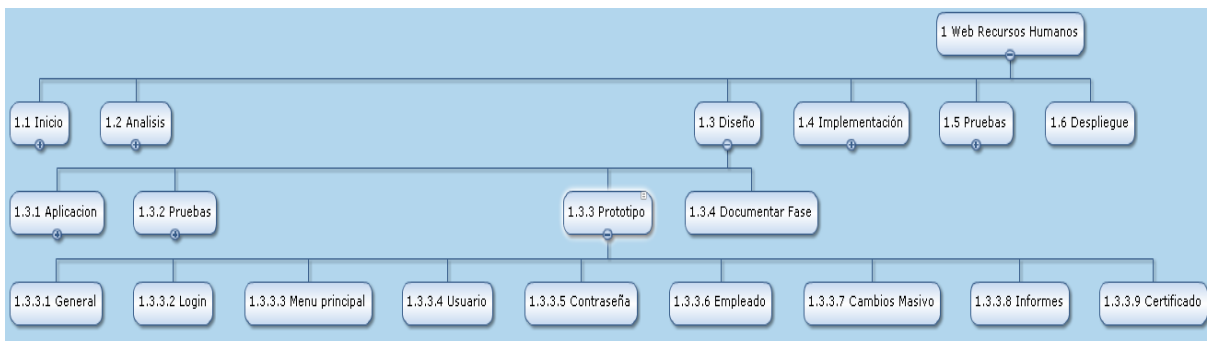 1 Web Recursos Humanos
1.1 Inicio
1.2 Analisis
1.3 Diseño
1.4 Implementación
1.5 Pruebas
1.6 Despliegue
1.3.1 Aplicacion
1.3.2 Pruebas
1.3.3 Prototipo
1.3.4 Documentar Fase
1.3.3.1 General
1.3.3.2 Login
1.3.3.3 Menu principal
1.3.3.4 Usuario
1.3.3.5 Contraseña
1.3.3.6 Empleado
1.3.3.7 Cambios Masivo
1.3.3.8 Informes
1.3.3.9 Certificado